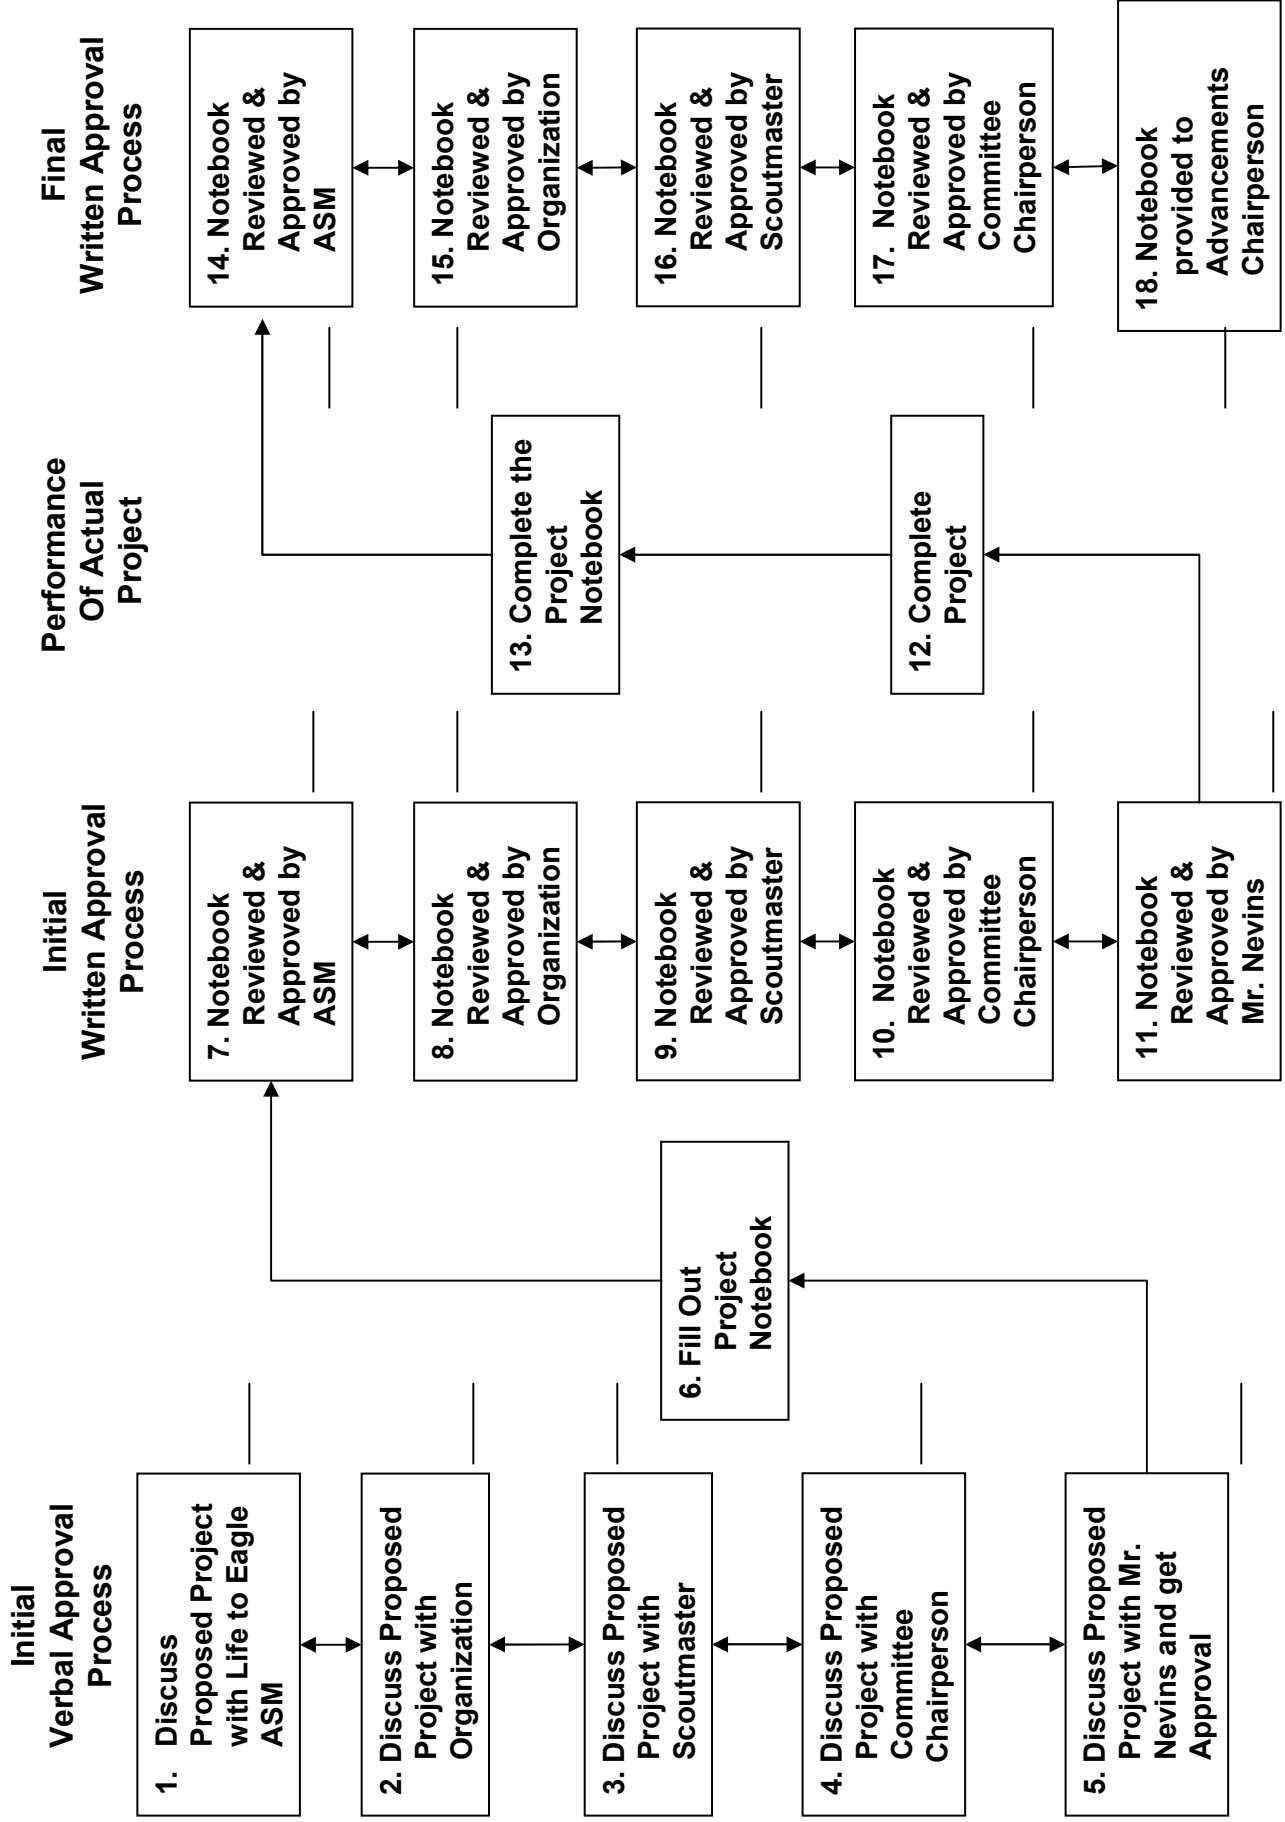 Initial
Verbal Approval
Process
1. Discuss
Proposed Project
with Life to Eagle
ASM
2. Discuss Proposed
Project with
Organization
3. Discuss Proposed
Project with
Scoutmaster
4. Discuss Proposed
Project with
Committee
Chairperson
5. Discuss Proposed
Project with Mr.
Nevins and get
Approval
6. Fill Out
Project
Notebook
Initial
Written Approval
Process
7. Notebook
Reviewed &
Approved by
ASM
8. Notebook
Reviewed &
Approved by
Organization
9. Notebook
Reviewed &
Approved by
Scoutmaster
10. Notebook
Reviewed &
Approved by
Committee
Chairperson
11. Notebook
Reviewed &
Approved by
Mr. Nevins
Performance
Of Actual
Project
12. Complete
Project
13. Complete the
Project
Notebook
Final
Written Approval
Process
14. Notebook
Reviewed &
Approved by
ASM
15. Notebook
Reviewed &
Approved by
Organization
16. Notebook
Reviewed &
Approved by
Scoutmaster
17. Notebook
Reviewed &
Approved by
Committee
Chairperson
18. Notebook
provided to
Advancements
Chairperson